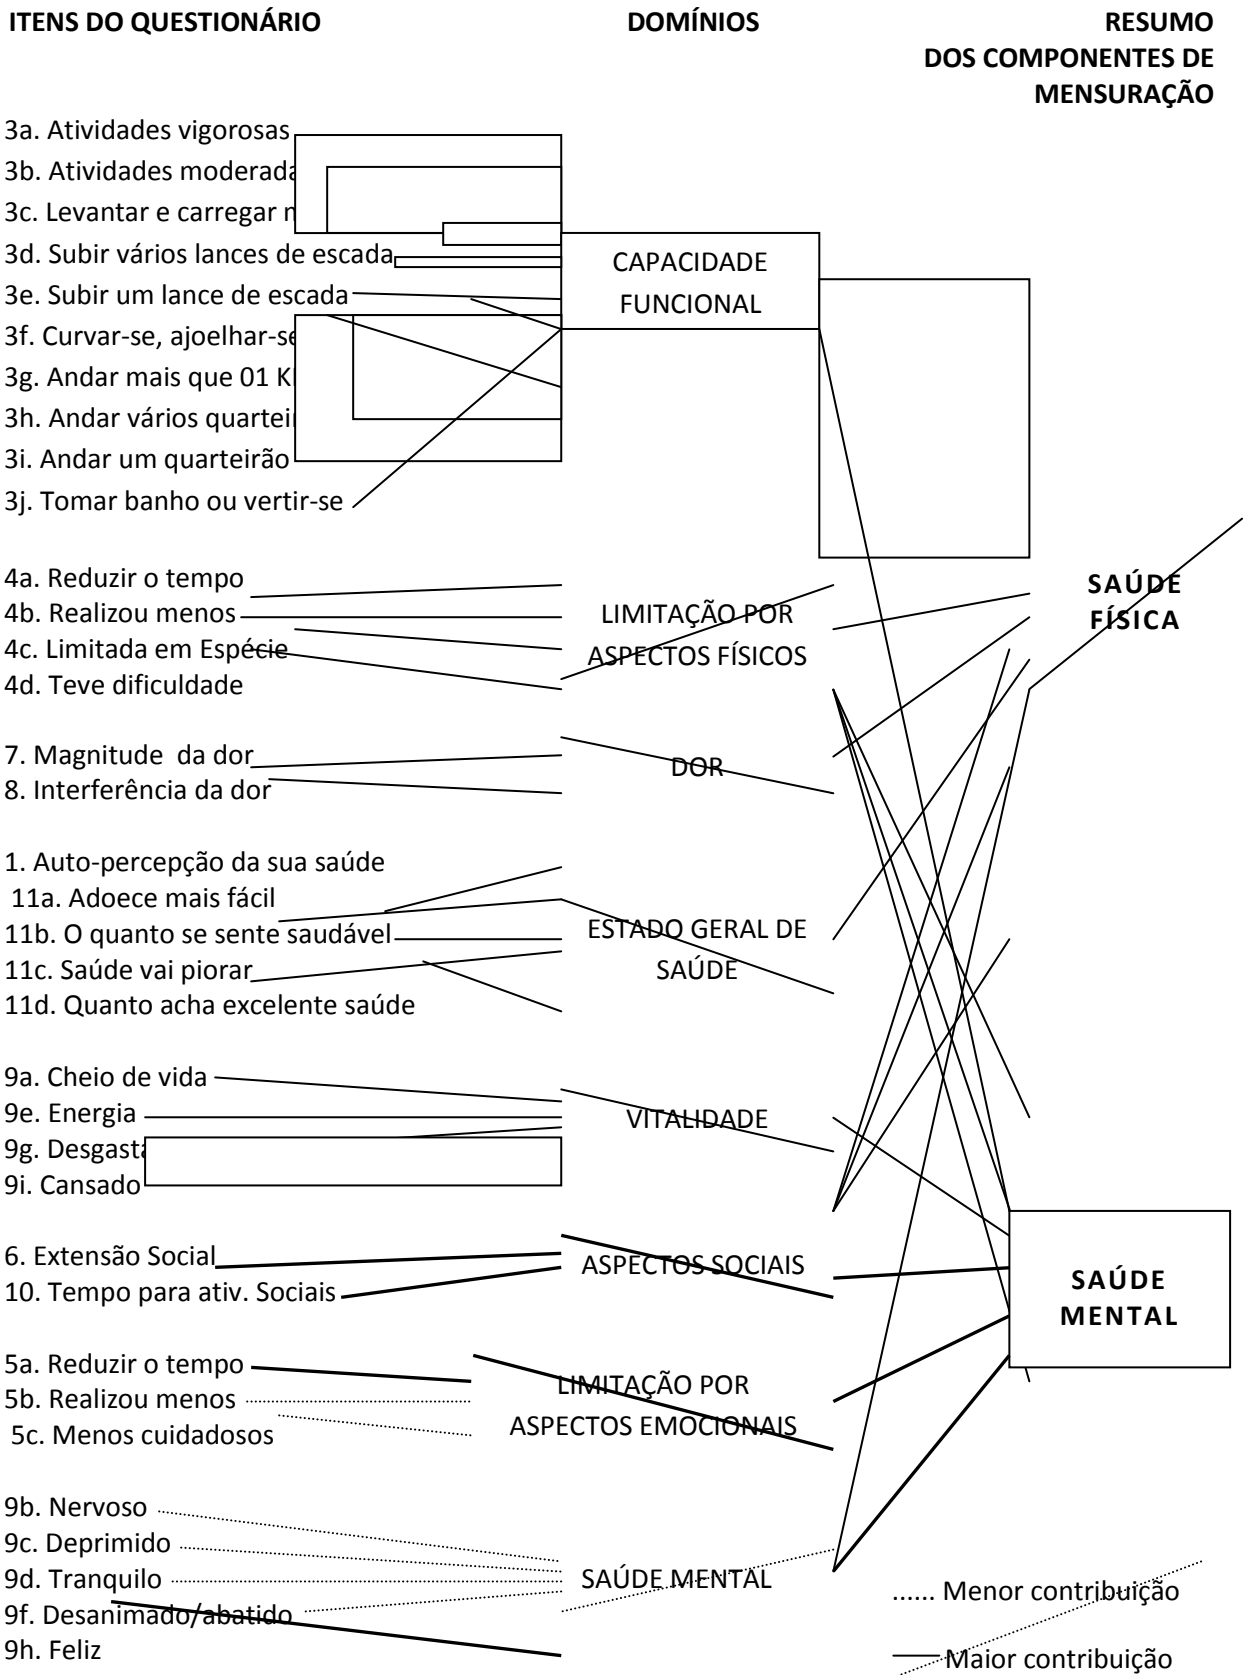 ITENS DO QUESTIONÁRIO
DOMÍNIOS
RESUMO
DOS COMPONENTES DE
MENSURAÇÃO
3a. Atividades vigorosas
3b. Atividades moderada
3c. Levantar e carregar
3d. Subir vários lances de escada
3e. Subir um lance de escada
3f. Curvar-se, ajoelhar-se
3g. Andar mais que 01
3h. Andar vários
3i. Andar um quarteirão
3j. Tomar banho ou vertir-se
CAPACIDADE
FUNCIONAL
4a. Reduzir o tempo
4b. Realizou menos
4c. Limitada em Espécie
4d. Teve dificuldade
LIMITAÇÃO POR
ASPECTOS FÍSICOS
SAÚDE
FÍSICA
7. Magnitude da dor
8. Interferência da dor
DOR
1. Auto-percepção da sua saúde
11a. Adoece mais fácil
11b. O quanto se sente saudável
11c. Saúde vai piorar
11d. Quanto acha excelente saúde
ESTADO GERAL DE
SAÚDE
9a. Cheio de vida
9e. Energia
9g. Desgasta
9i. Cansado
VITALIDADE
6. Extensão Social
10. Tempo para ativ. Sociais
ASPECTOS SOCIAIS
SAÚDE
MENTAL
5a. Reduzir o tempo
5b. Realizou menos
5c. Menos cuidadosos
LIMITAÇÃO POR
ASPECTOS EMOCIONAIS
9b. Nervoso
9c. Deprimido
9d. Tranquilo
9f. Desanimado/abatido
9h. Feliz
SAÚDE MENTAL
...... Menor contribuição
Maior contribuição